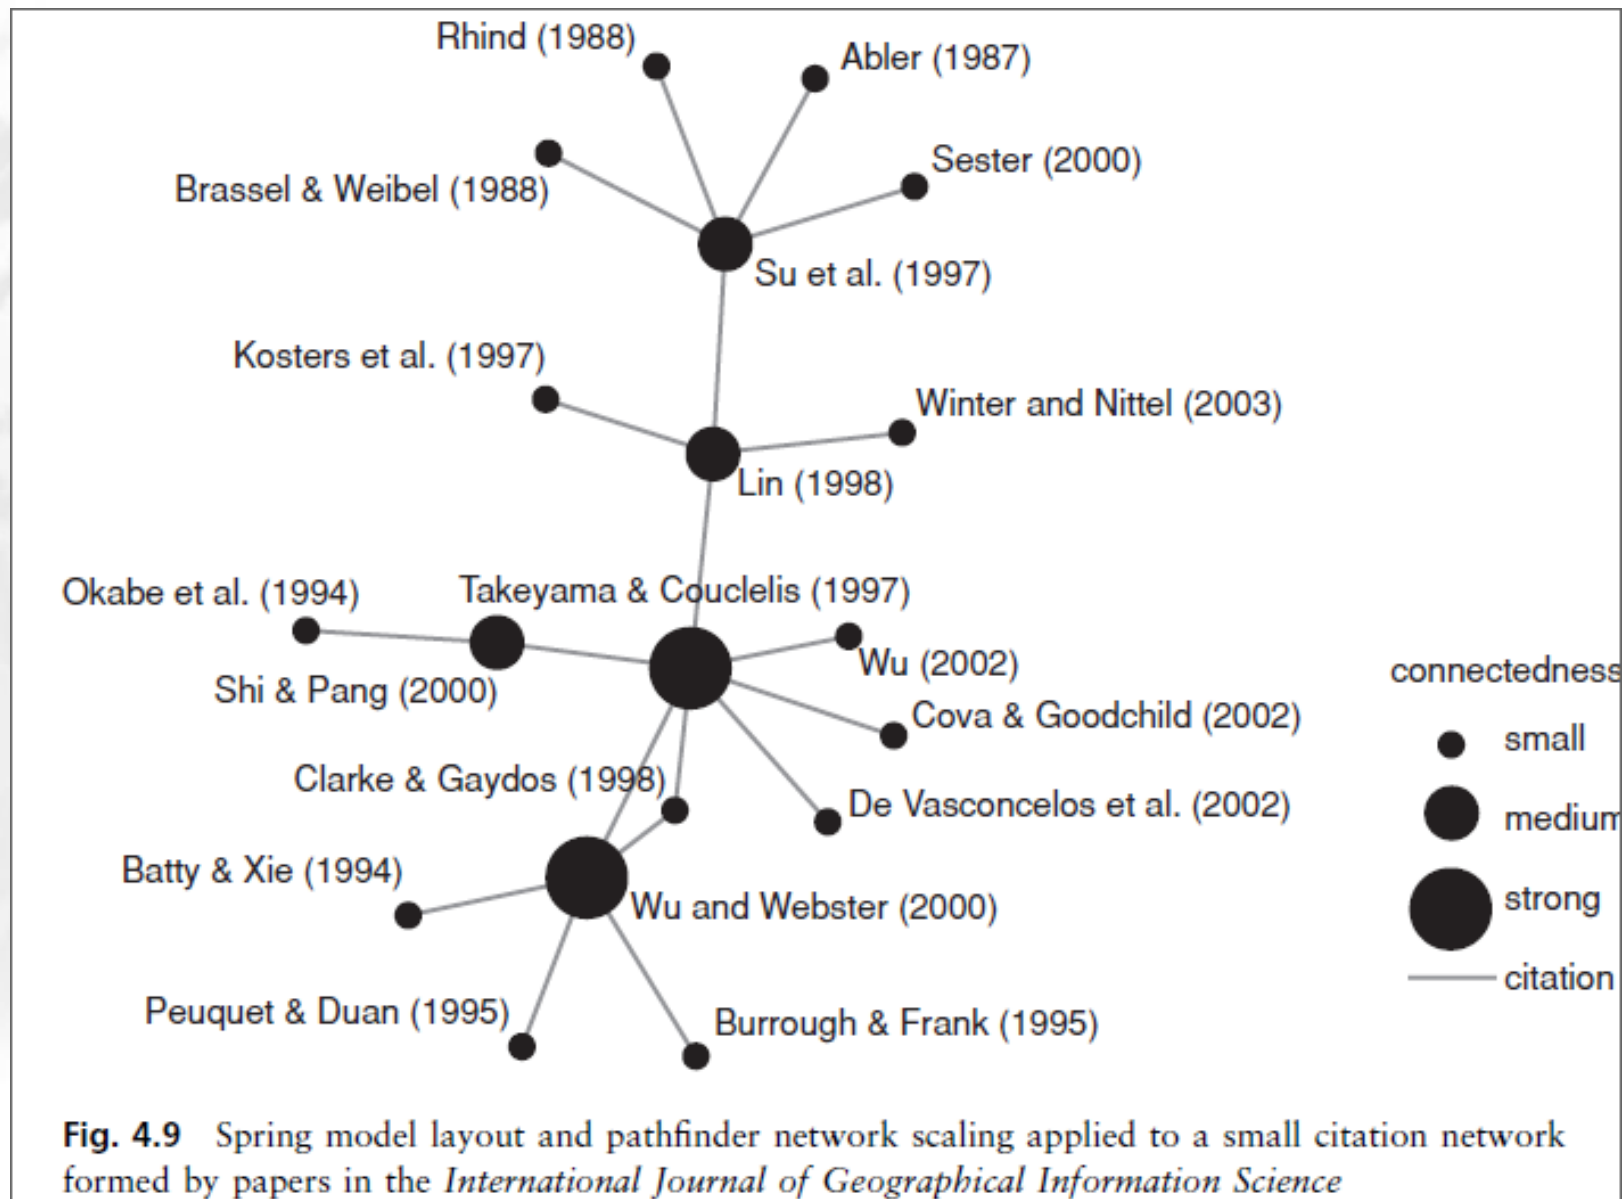 Rhind (1988)
Abler (1987)
Sester (2000)
Brassel & Weibel (1988)
Su et al. (1997)
Kosters et al. (1997)
Winter and Nittel (2003)
Lin (1998)
Okabe et al. (1994)
Takeyama & Couclelis (1997)
Wu (2002)
Shi & Pang (2000)
Cova & Goodchild (2002)
Clarke & Gaydos (1998)
De Vasconcelos et al. (2002)
Batty & Xie (1994)
Wu and Webster (2000)
Peuquet & Duan (1995)
Burrough & Frank (1995)
connectedness
small
medium
strong
citation
Fig. 4.9 Spring model layout and pathfinder network scaling applied to a small citation network
formed by papers in the International Journal of Geographical Information Science